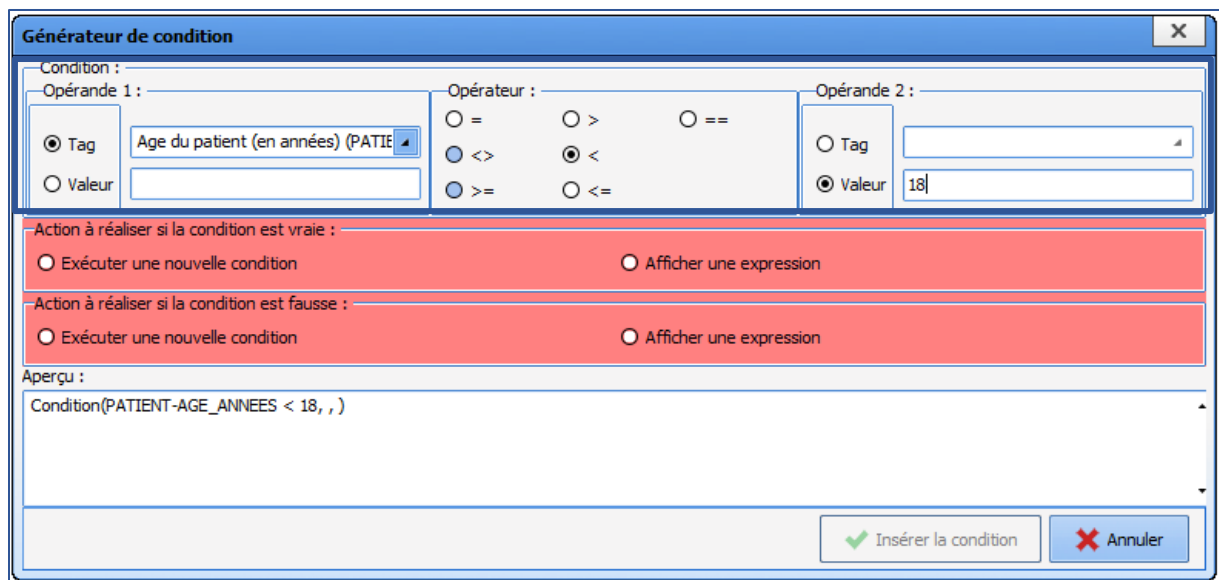 Générateur de condition
Condition :
Opérande 1 :
Opérateur :
Opérande 2 :
Tag
Age du patient (en années) (PATIE
Valeur
=
>
==
<>
<
>=
<=
Tag
Valeur
18
Action à réaliser si la condition est vraie :
Exécuter une nouvelle condition
Afficher une expression
Action à réaliser si la condition est fausse :
Exécuter une nouvelle condition
Afficher une expression
Aperçu :
Condition(PATIENT-AGE_ANNEES < 18, , )
Insérer la condition
Annuler